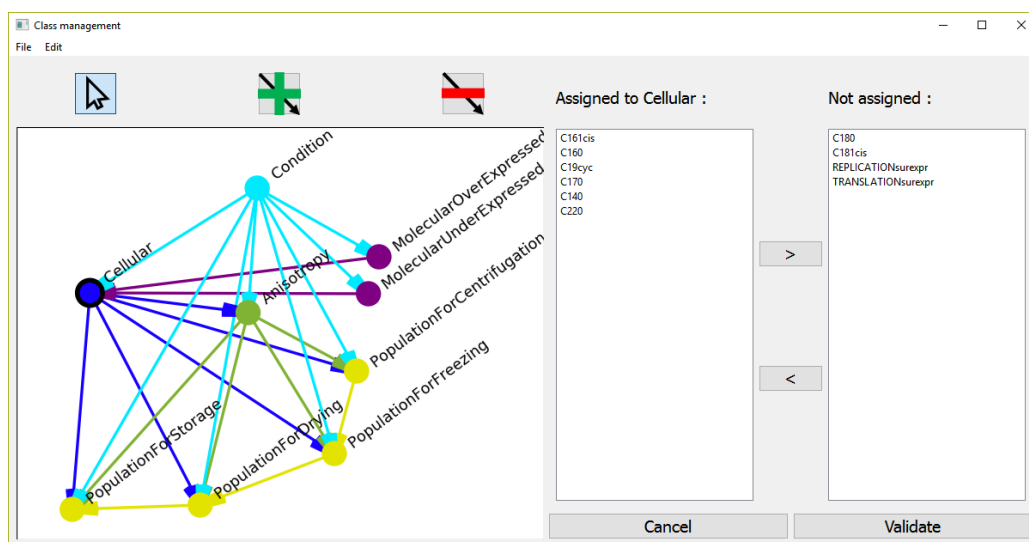 Class management
File Edit
Assigned to Cellular :
Not assigned :
Condition
MolecularOverExpressed
MolecularUnderExpressed
Cellular
Anisotropy
PopulationForCentrifugation
PopulationForFreezing
PopulationForDrying
PopulationForStorage
C161cis
C160
C19cyc
C170
C140
C220
C180
C181cis
REPLICATIONsurexpr
TRANSLATIONsurexpr
>
<
Cancel
Validate